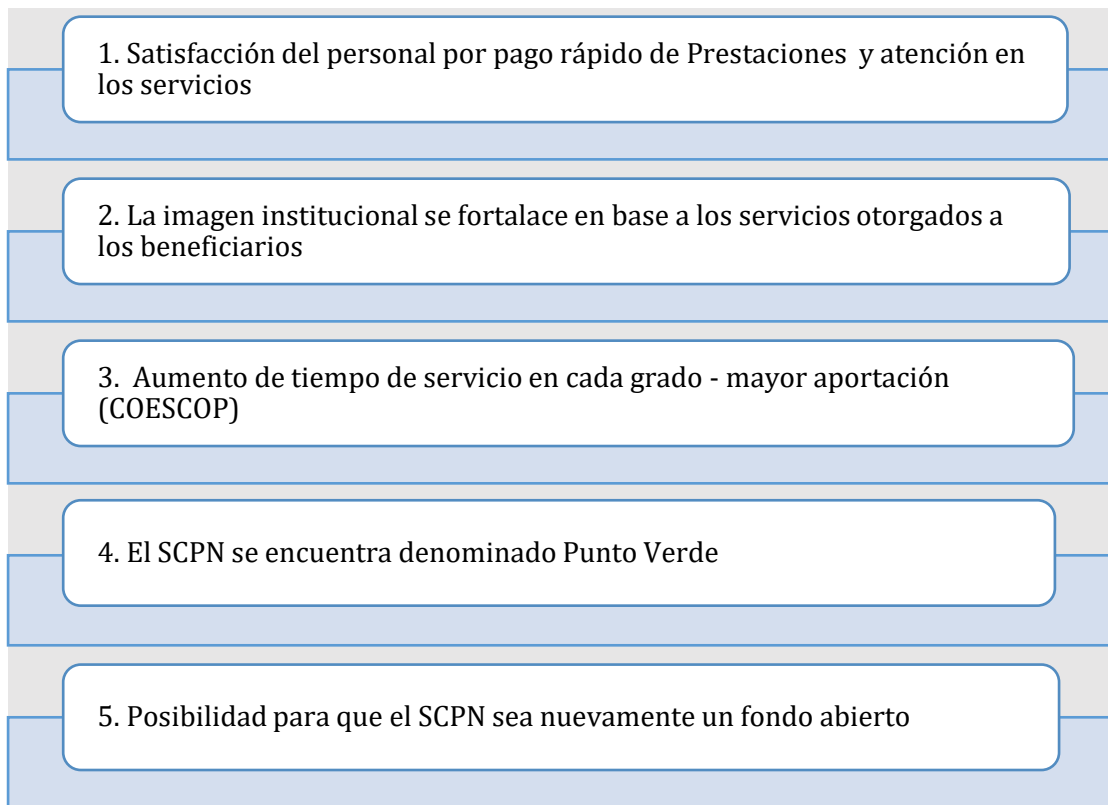 1. Satisfacción del personal por pago rápido de Prestaciones  y atención en
los servicios
2. La imagen institucional se fortalace en base a los servicios otorgados a
los beneficiarios
3.  Aumento de tiempo de servicio en cada grado - mayor aportación
(COESCOP)
4. El SCPN se encuentra denominado Punto Verde
5. Posibilidad para que el SCPN sea nuevamente un fondo abierto